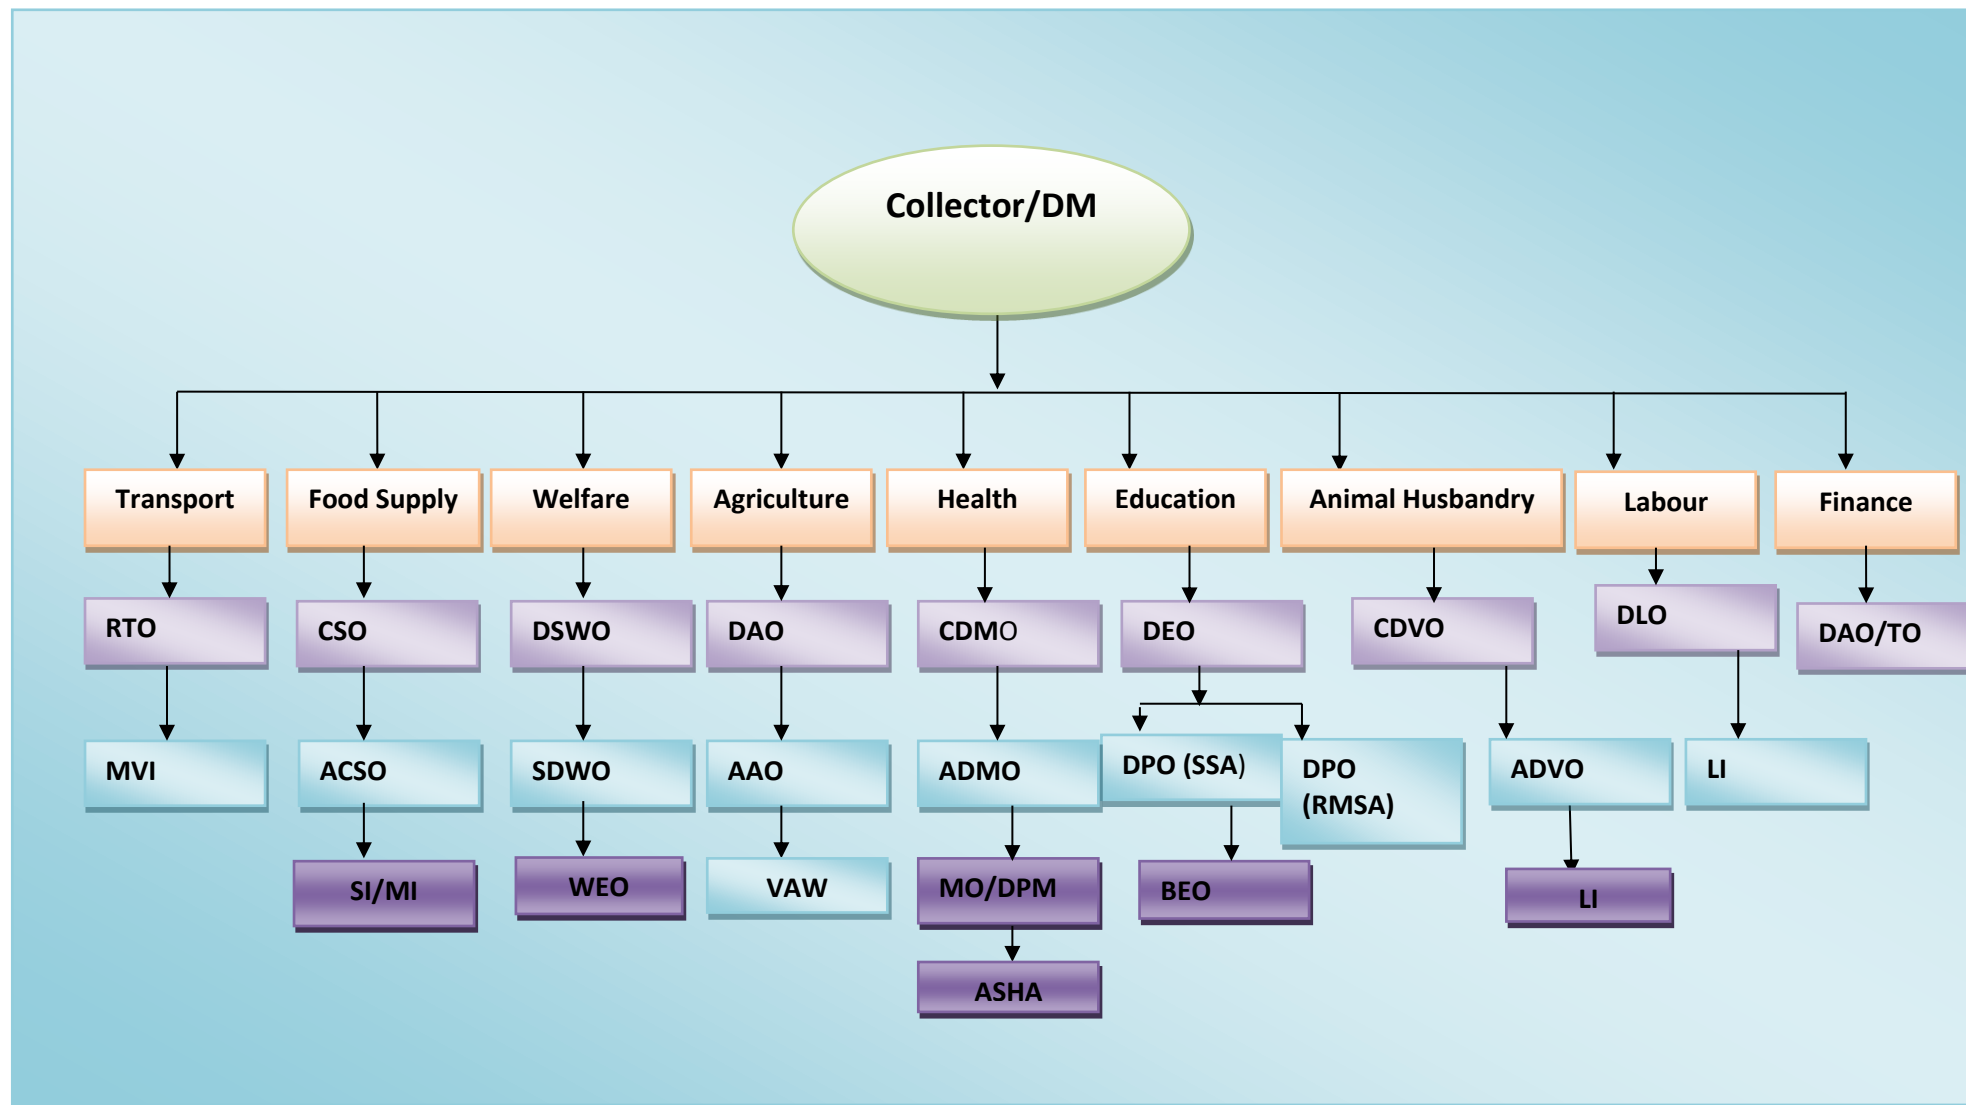 Collector/DM
Transport
Food Supply
Welfare
Agriculture
Health
Education
Animal Husbandry
Labour
Finance
RTO
CSO
DSWO
DAO
CDMO
DEO
CDVO
DLO
DAO/TO
MVI
ACSO
SDWO
AAO
ADMO
DPO (SSA)
DPO
(RMSA)
ADVO
LI
SI/MI
WEO
VAW
MO/DPM
BEO
LI
ASHA